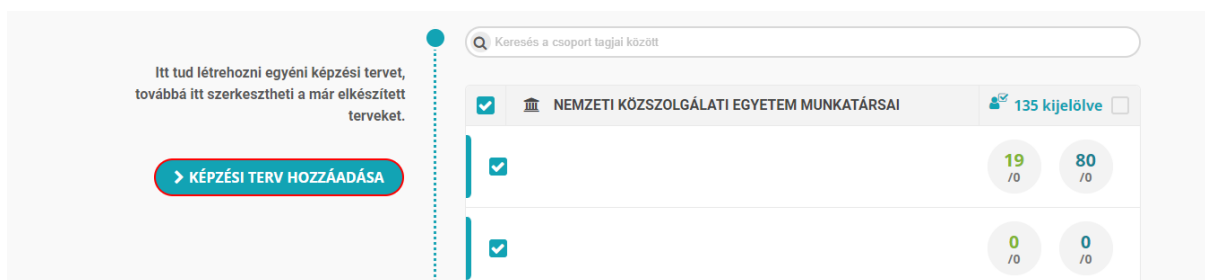 Itt tud létrehozni egyéni képzési tervet,
továbbá itt szerkesztheti a már elkészített
terveket.
KÉPZÉSI TERV HOZZÁADÁSA
Keresés a csoport tagjai között
NEMZETI KÖZSZOLGÁLATI EGYETEM MUNKATÁRSAI
135 kijelölve
19 80
/0 /0
0 0
/0 /0